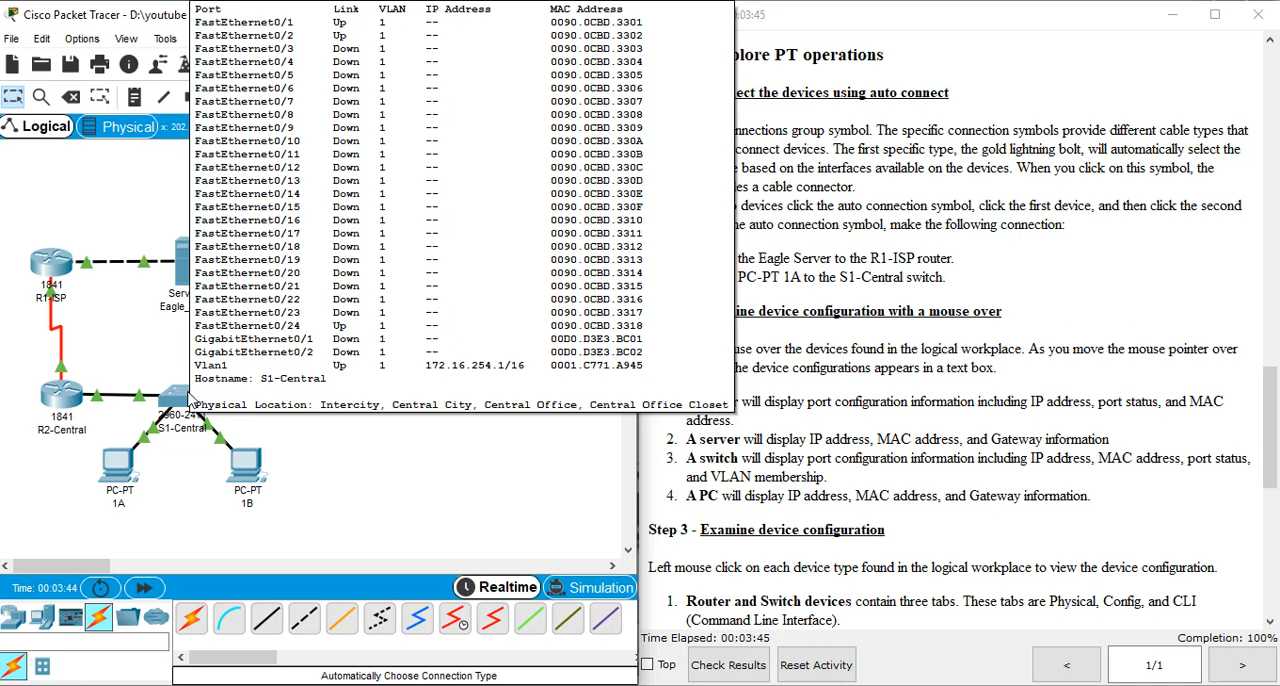 Cisco Packet Tracer - D:\youtube
File Edit Options View Tools
Logical Physical x: 202,
Port Link VLAN IP Address MAC Address
FastEthernet0/1 Up 1 -- 0090.0CBD.3301
FastEthernet0/2 Up 1 -- 0090.0CBD.3302
FastEthernet0/3 Down 1 -- 0090.0CBD.3303
FastEthernet0/4 Down 1 -- 0090.0CBD.3304
FastEthernet0/5 Down 1 -- 0090.0CBD.3305
FastEthernet0/6 Down 1 -- 0090.0CBD.3306
FastEthernet0/7 Down 1 -- 0090.0CBD.3307
FastEthernet0/8 Down 1 -- 0090.0CBD.3308
FastEthernet0/9 Down 1 -- 0090.0CBD.3309
FastEthernet0/10 Down 1 -- 0090.0CBD.330A
FastEthernet0/11 Down 1 -- 0090.0CBD.330B
FastEthernet0/12 Down 1 -- 0090.0CBD.330C
FastEthernet0/13 Down 1 -- 0090.0CBD.330D
FastEthernet0/14 Down 1 -- 0090.0CBD.330E
FastEthernet0/15 Down 1 -- 0090.0CBD.330F
FastEthernet0/16 Down 1 -- 0090.0CBD.3310
FastEthernet0/17 Down 1 -- 0090.0CBD.3311
FastEthernet0/18 Down 1 -- 0090.0CBD.3312
FastEthernet0/19 Down 1 -- 0090.0CBD.3313
FastEthernet0/20 Down 1 -- 0090.0CBD.3314
FastEthernet0/21 Down 1 -- 0090.0CBD.3315
FastEthernet0/22 Down 1 -- 0090.0CBD.3316
FastEthernet0/23 Down 1 -- 0090.0CBD.3317
FastEthernet0/24 Up 1 -- 0090.0CBD.3318
GigabitEthernet0/1 Down 1 -- 00D0.D3E3.BC01
GigabitEthernet0/2 Down 1 -- 00D0.D3E3.BC02
Vlan1 Up 1 172.16.254.1/16 0001.C771.A945
Hostname: S1-Central
Physical Location: Intercity, Central City, Central Office, Central Office Closet
1841
R1-ISP
Serv
Eagle_
1841
R2-Central
2960-24
S1-Central
PC-PT
1A
PC-PT
1B
Time: 00:03:44
Realtime Simulation
Automatically Choose Connection Type
:03:45
plore PT operations
ect the devices using auto connect
nnections group symbol. The specific connection symbols provide different cable types that
connect devices. The first specific type, the gold lightning bolt, will automatically select the
e based on the interfaces available on the devices. When you click on this symbol, the
es a cable connector.
o devices click the auto connection symbol, click the first device, and then click the second
he auto connection symbol, make the following connection:
the Eagle Server to the R1-ISP router.
PC-PT 1A to the S1-Central switch.
ine device configuration with a mouse over
use over the devices found in the logical workplace. As you move the mouse pointer over
the device configurations appears in a text box.
er will display port configuration information including IP address, port status, and MAC
address.
2. A server will display IP address, MAC address, and Gateway information
3. A switch will display port configuration information including IP address, MAC address, port status,
and VLAN membership.
4. A PC will display IP address, MAC address, and Gateway information.
Step 3 - Examine device configuration
Left mouse click on each device type found in the logical workplace to view the device configuration.
1. Router and Switch devices contain three tabs. These tabs are Physical, Config, and CLI
(Command Line Interface).
Time Elapsed: 00:03:45 Completion: 100%
Top Check Results Reset Activity < 1/1 >